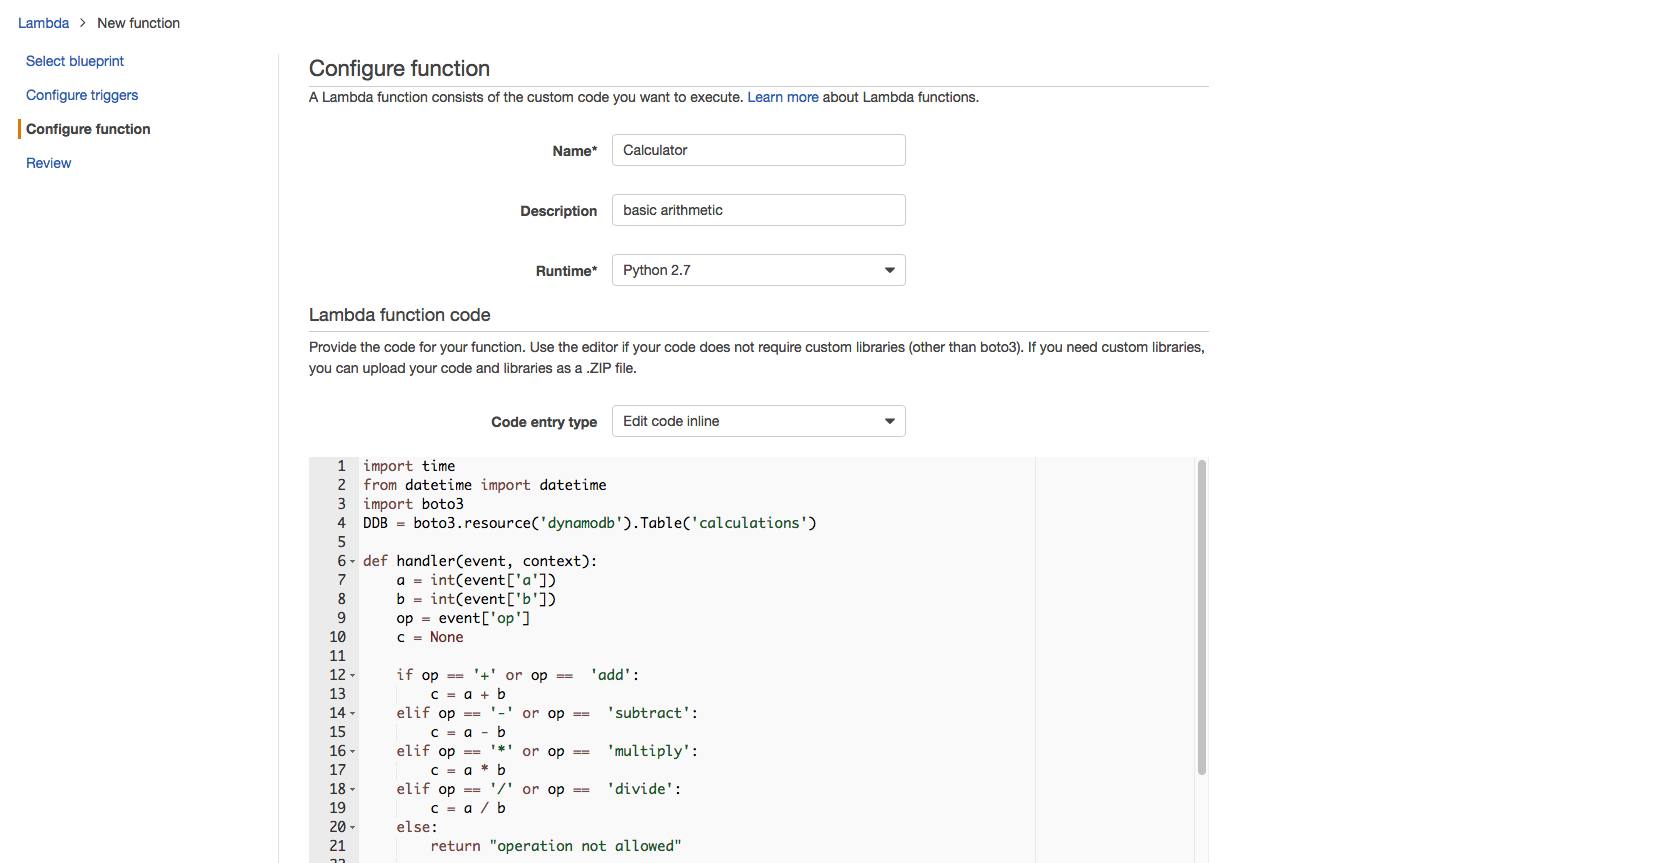 Lambda > New function
Select blueprint
Configure triggers
Configure function
Review
Configure function
A Lambda function consists of the custom code you want to execute. Learn more about Lambda functions.
Name* Calculator
Description basic arithmetic
Runtime* Python 2.7
Lambda function code
Provide the code for your function. Use the editor if your code does not require custom libraries (other than boto3). If you need custom libraries,
you can upload your code and libraries as a .ZIP file.
Code entry type Edit code inline
1 import time
2 from datetime import datetime
3 import boto3
4 DDB = boto3.resource('dynamodb').Table('calculations')
5
6 def handler(event, context):
7     a = int(event['a'])
8     b = int(event['b'])
9     op = event['op']
10     c = None
11
12     if op == '+' or op ==  'add':
13         c = a + b
14     elif op == '-' or op ==  'subtract':
15         c = a - b
16     elif op == '*' or op ==  'multiply':
17         c = a * b
18     elif op == '/' or op ==  'divide':
19         c = a / b
20     else:
21         return "operation not allowed"